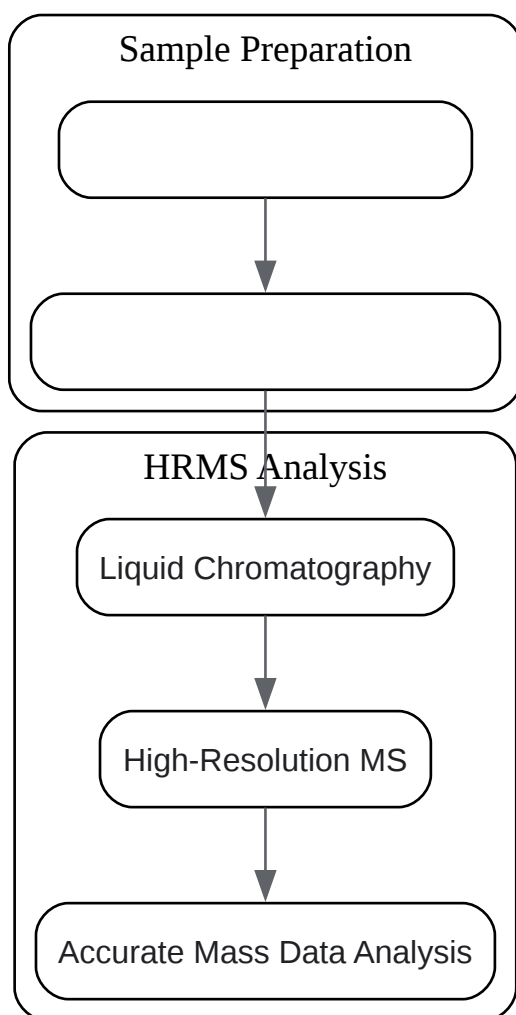 Sample Preparation
HRMS Analysis
Liquid Chromatography
High-Resolution MS
Accurate Mass Data Analysis